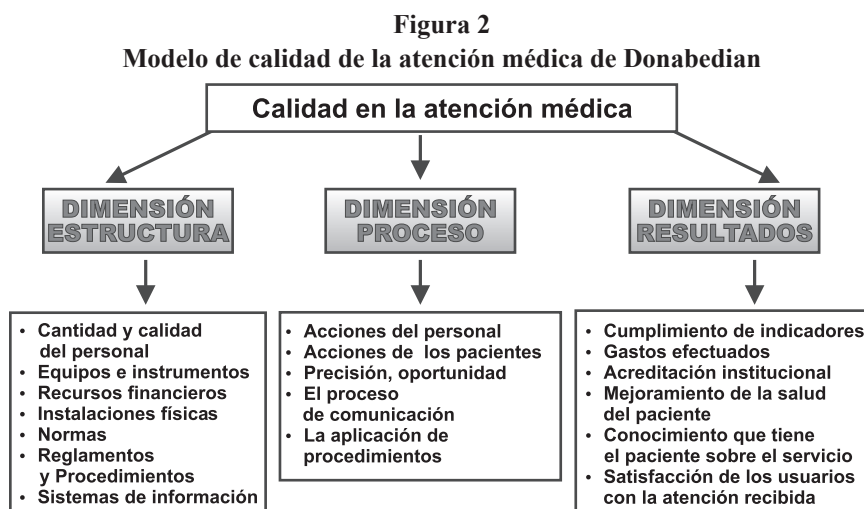 Figura 2
Modelo de calidad de la atención médica de Donabedian
Calidad en la atención médica
DIMENSIÓN
ESTRUCTURA
DIMENSIÓN
PROCESO
DIMENSIÓN
RESULTADOS
• Cantidad y calidad
del personal
• Equipos e instrumentos
• Recursos financieros
• Instalaciones físicas
• Normas
• Reglamentos
y Procedimientos
• Sistemas de información
• Acciones del personal
• Acciones de los pacientes
• Precisión, oportunidad
• El proceso
de comunicación
• La aplicación de
procedimientos
• Cumplimiento de indicadores
• Gastos efectuados
• Acreditación institucional
• Mejoramiento de la salud
del paciente
• Conocimiento que tiene
el paciente sobre el servicio
• Satisfacción de los usuarios
con la atención recibida